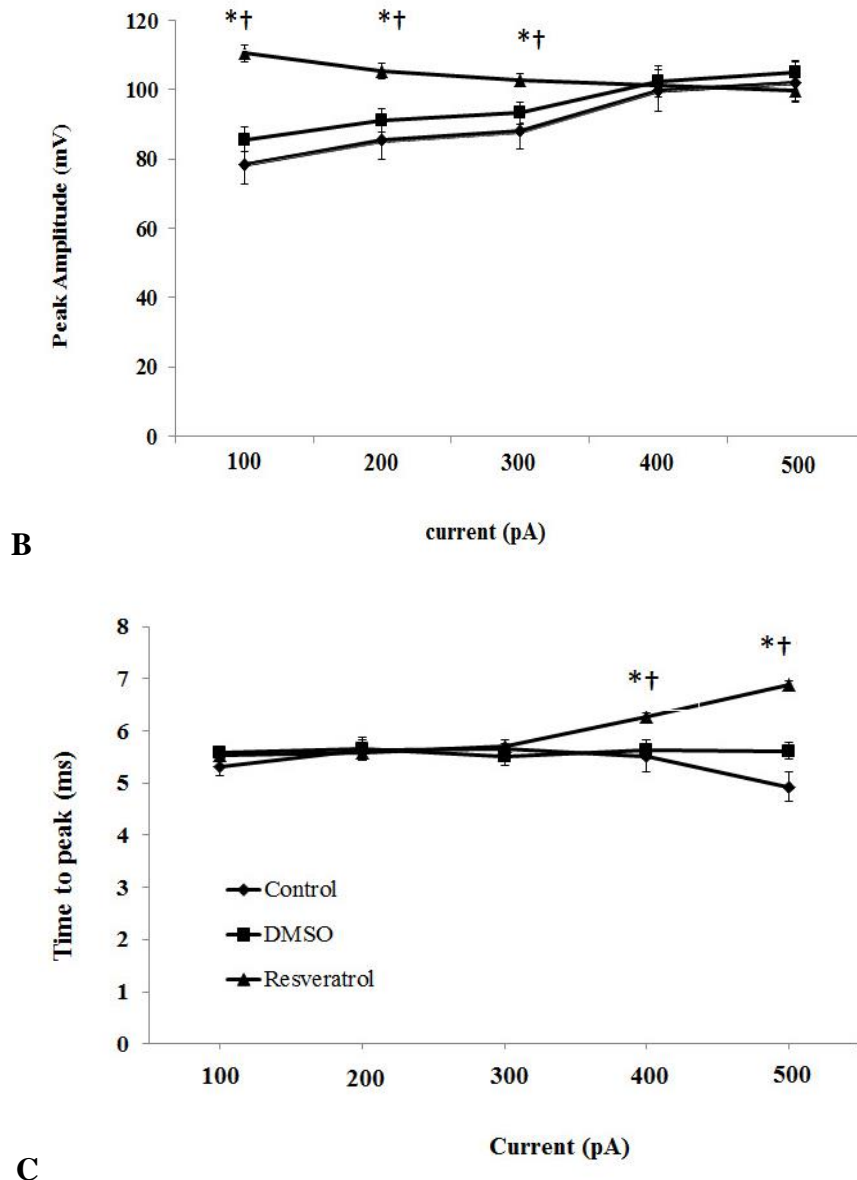 120
100
80
60
40
20
0
Peak Amplitude (mV)
*†
*†
*†
100 200 300 400 500
current (pA)
B
8
7
6
5
4
3
2
1
0
Time to peak (ms)
*†
*†
Control
DMSO
Resveratrol
100 200 300 400 500
Current (pA)
C